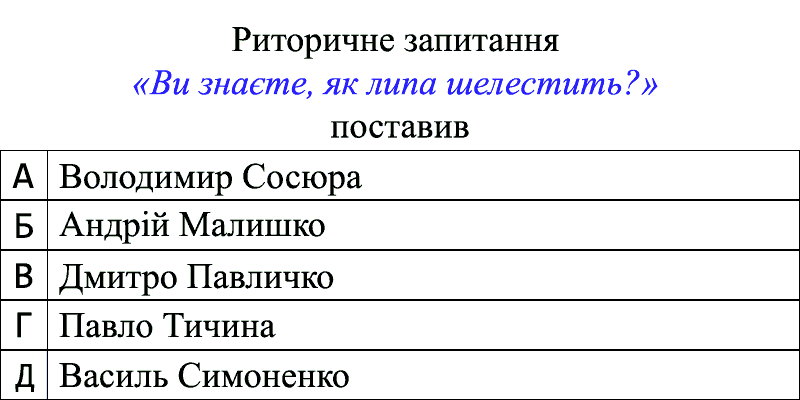 Риторичне запитання
«Ви знаєте, як липа шелестить?»
поставив
А Володимир Сосюра
Б Андрій Малишко
В Дмитро Павличко
Г Павло Тичина
Д Василь Симоненко